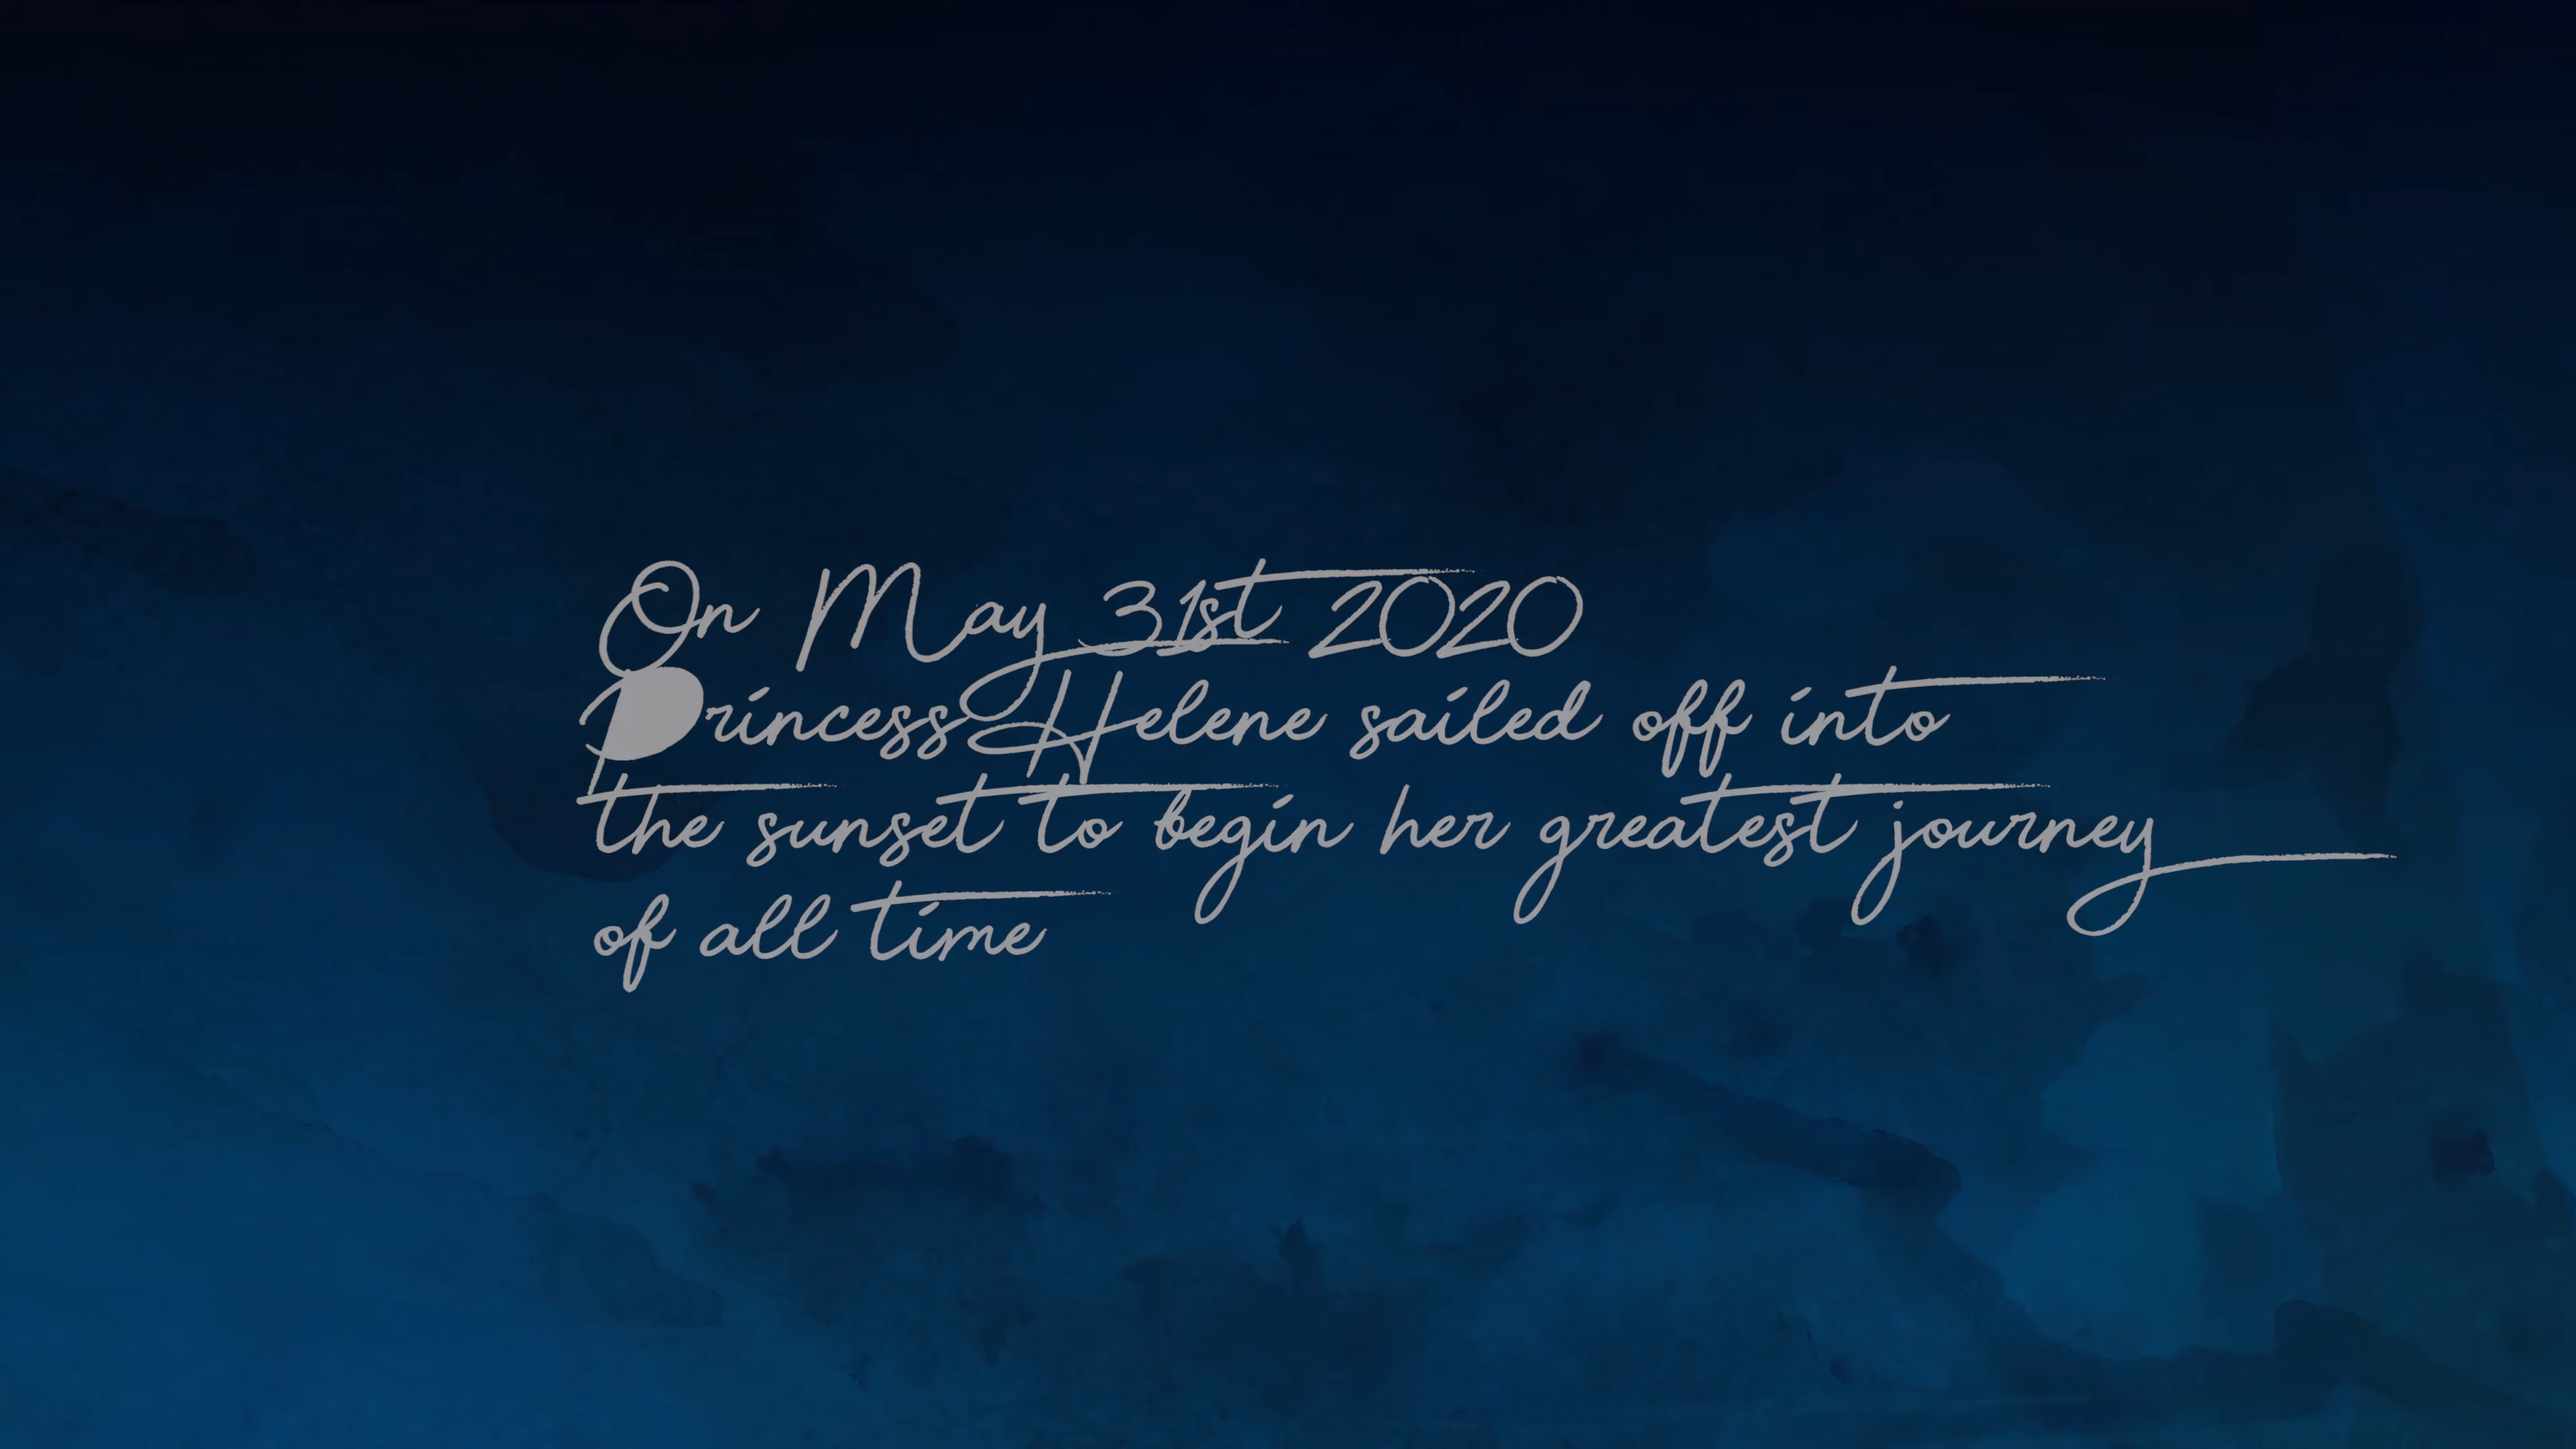 On May 31st 2020
Princess Helene sailed off into
the sunset to begin her greatest journey
of all time